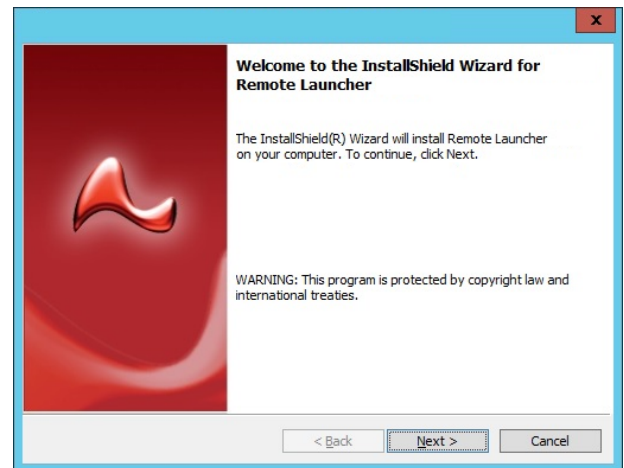 x
Welcome to the InstallShield Wizard for
Remote Launcher
The InstallShield(R) Wizard will install Remote Launcher
on your computer. To continue, click Next.
WARNING: This program is protected by copyright law and
international treaties.
< Back
Next >
Cancel